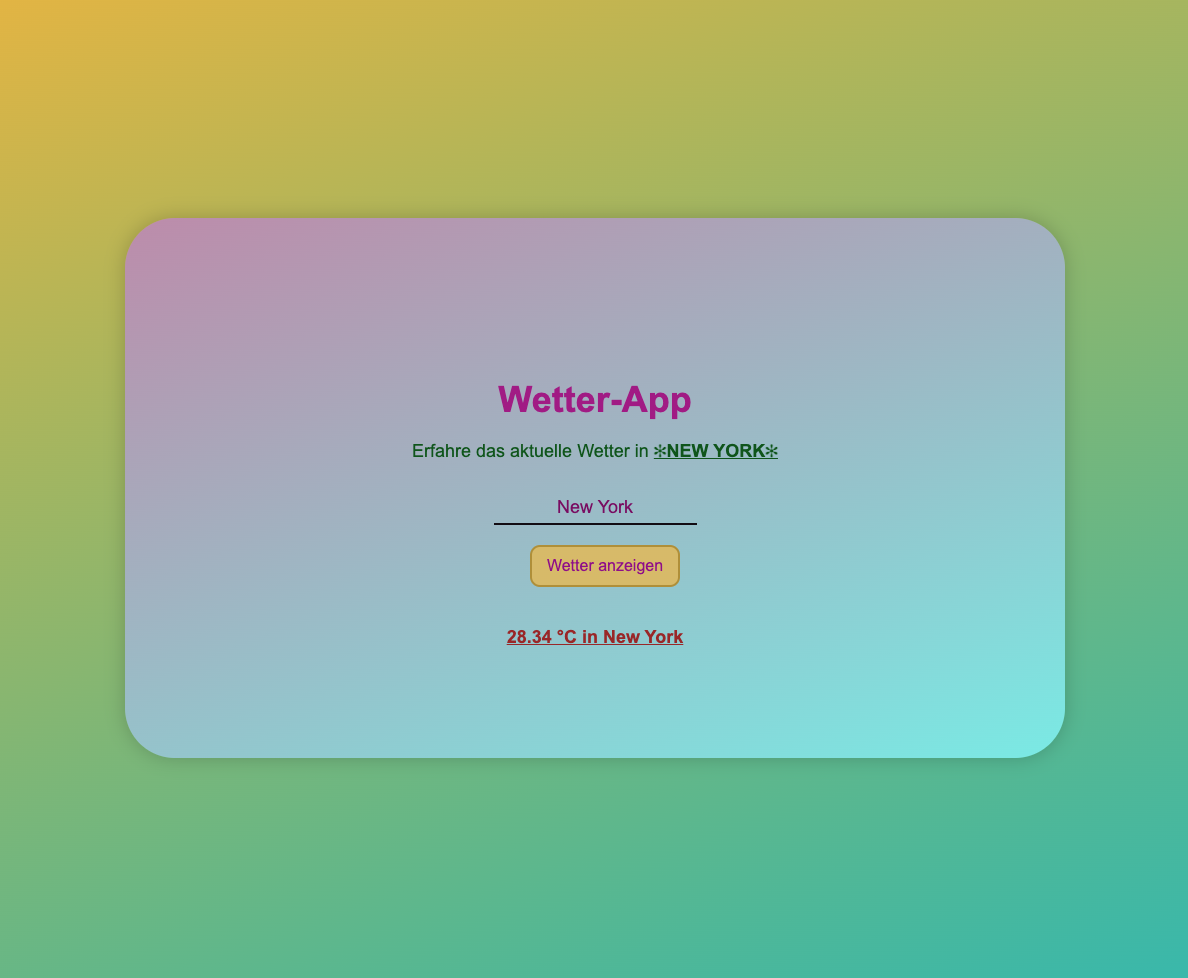 Wetter-App
Erfahre das aktuelle Wetter in ✻NEW YORK✻
New York
Wetter anzeigen
28.34 °C in New York